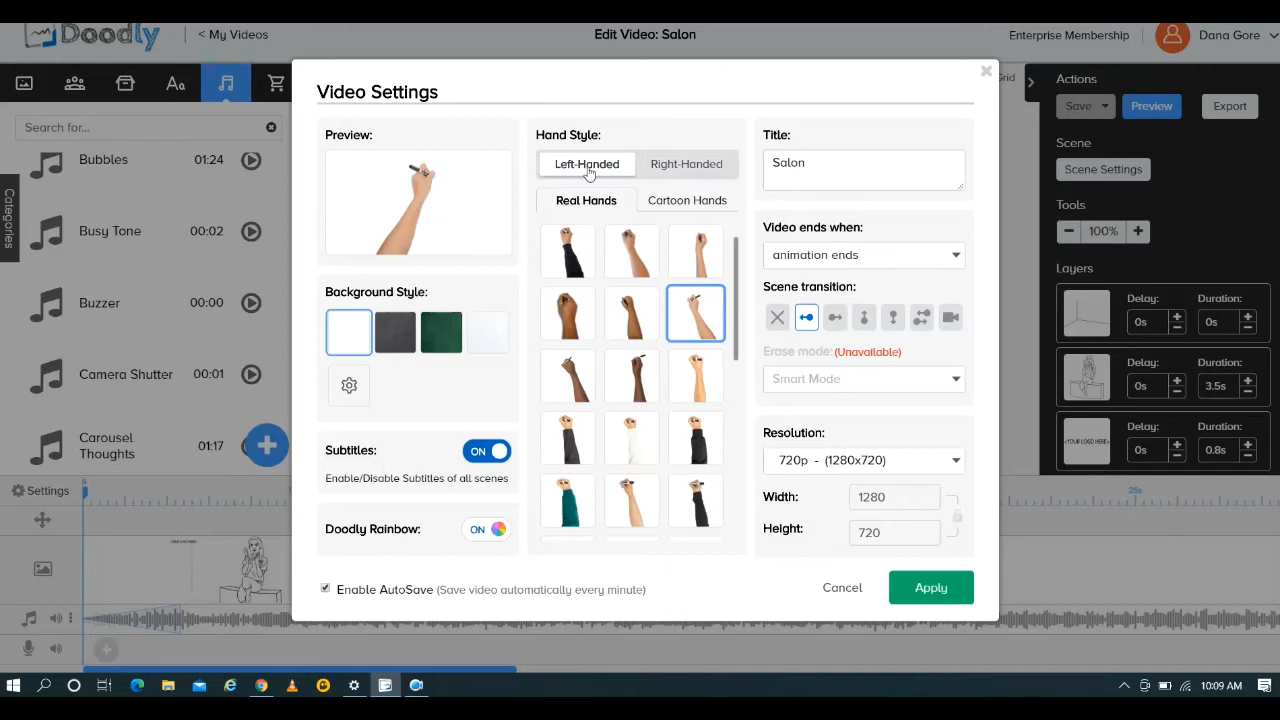 Doodly
< My Videos
Edit Video: Salon
Enterprise Membership
Dana Gore
Aa
Search for...
Bubbles 01:24
Busy Tone 00:02
Buzzer 00:00
Camera Shutter 00:01
Carousel Thoughts 01:17
Categories
Settings
Video Settings
Preview:
Background Style:
Subtitles: ON
Enable/Disable Subtitles of all scenes
Doodly Rainbow: ON
Enable AutoSave (Save video automatically every minute)
Hand Style:
Left-Handed Right-Handed
Real Hands Cartoon Hands
Title:
Salon
Video ends when:
animation ends
Scene transition:
Erase mode: (Unavailable)
Smart Mode
Resolution:
720p - (1280x720)
Width: 1280
Height: 720
Cancel Apply
Grid
Actions
Save Preview Export
Scene
Scene Settings
Tools
100%
Layers
Delay: Duration:
0s 0s
Delay: Duration:
0s 3.5s
<YOUR LOGO HERE>
Delay: Duration:
0s 0.8s
25s
10:09 AM